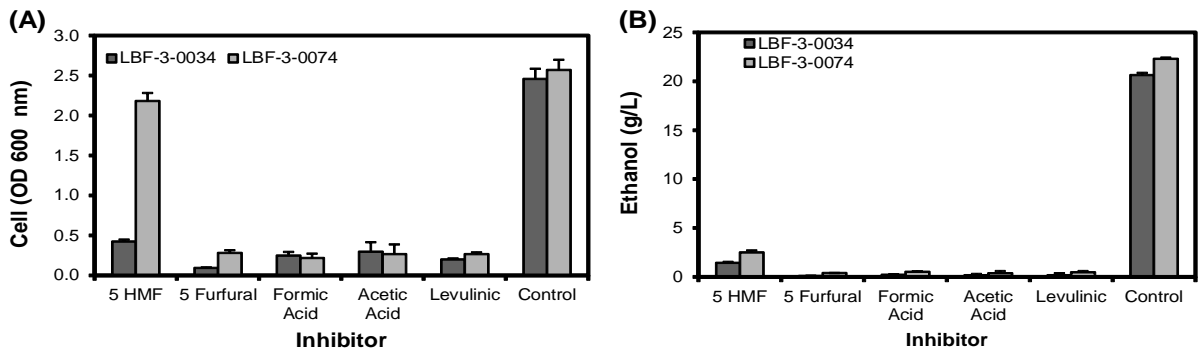 (A)
Cell (OD 600 nm)
3.0
2.5
2.0
1.5
1.0
0.5
0.0
LBF-3-0034 LBF-3-0074
5 HMF 5 Furfural Formic Acid Acetic Acid Levulinic Control
Inhibitor
(B)
Ethanol (g/L)
25
20
15
10
5
0
LBF-3-0034
LBF-3-0074
5 HMF 5 Furfural Formic Acid Acetic Acid Levulinic Control
Inhibitor